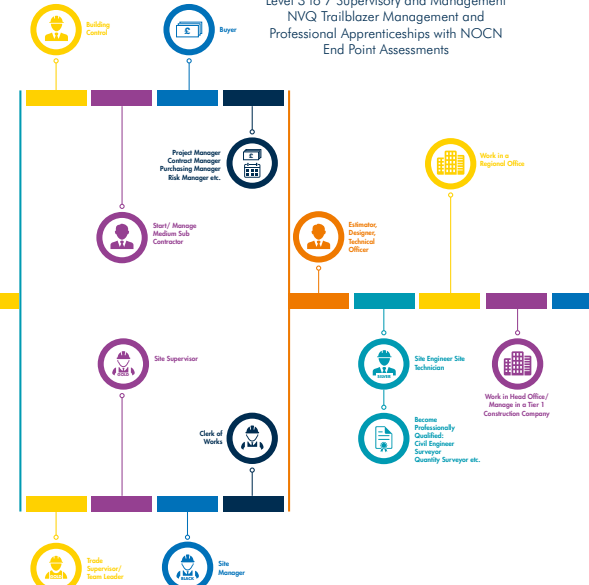 Level 3 to 7 Supervisory and Management
NVQ Trailblazer Management and
Professional Apprenticeships with NOCN
End Point Assessments
Building
Control
£
Buyer
Project Manager
Contract Manager
Purchasing Manager
Risk Manager etc.
£
Work in a
Regional Office
Start/ Manage
Medium Sub
Contractor
Estimator,
Designer,
Technical
Officer
Site Supervisor
GOLD
Site Engineer Site
Technician
SILVER
Work in Head Office/
Manage in a Tier 1
Construction Company
Clerk of
Works
Become
Professionally
Qualified:
Civil Engineer
Surveyor
Quantity Surveyor etc.
Trade
Supervisor/
Team Leader
GOLD
Site
Manager
BLACK